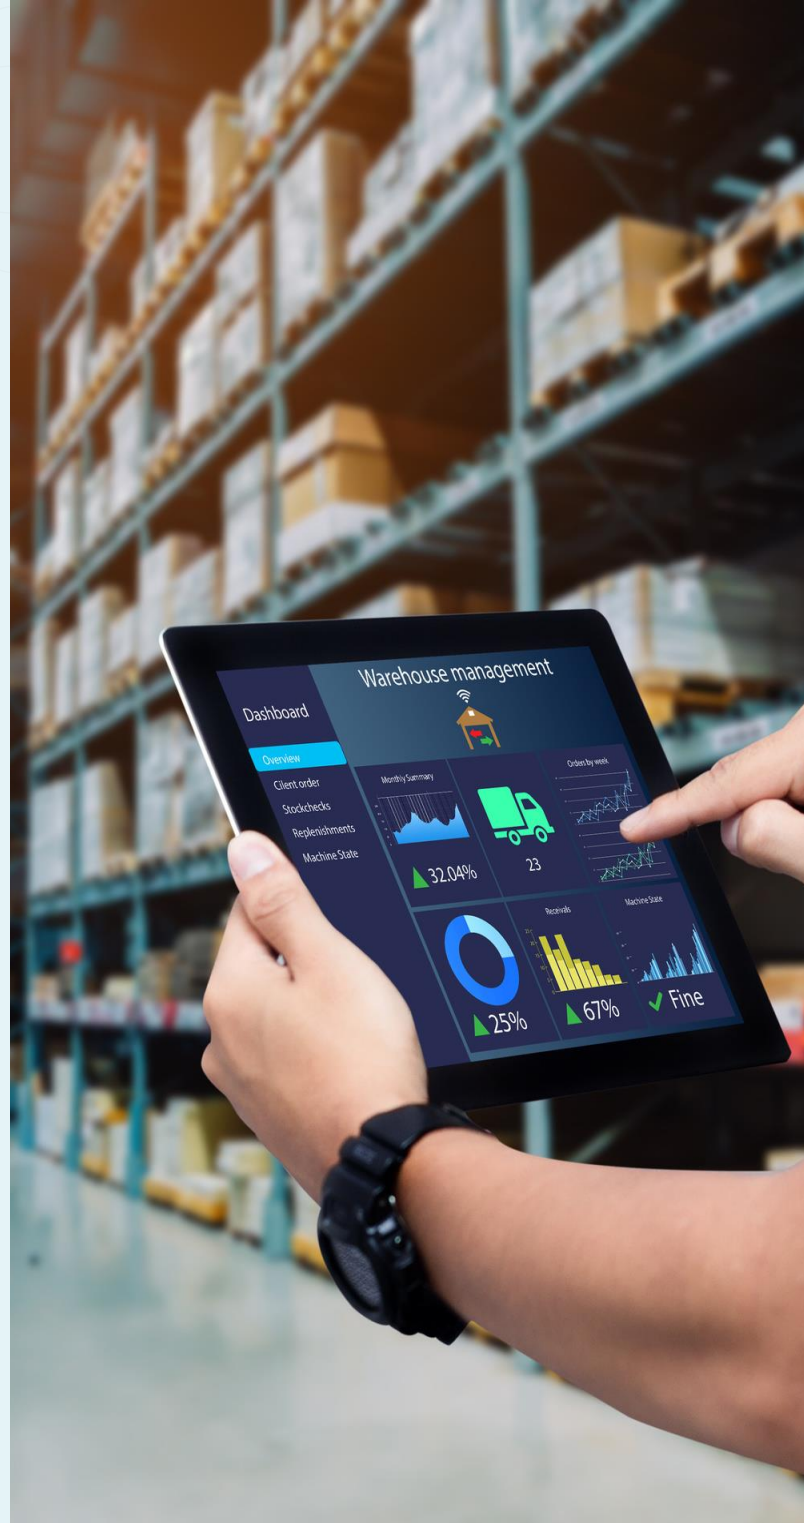 Warehouse management
Dashboard
Overview
Client order
Stockchecks
Replenishments
Machine State
Monthly Summary
32.04%
23
Orders by week
25%
Receivals
67%
Machine State
Fine